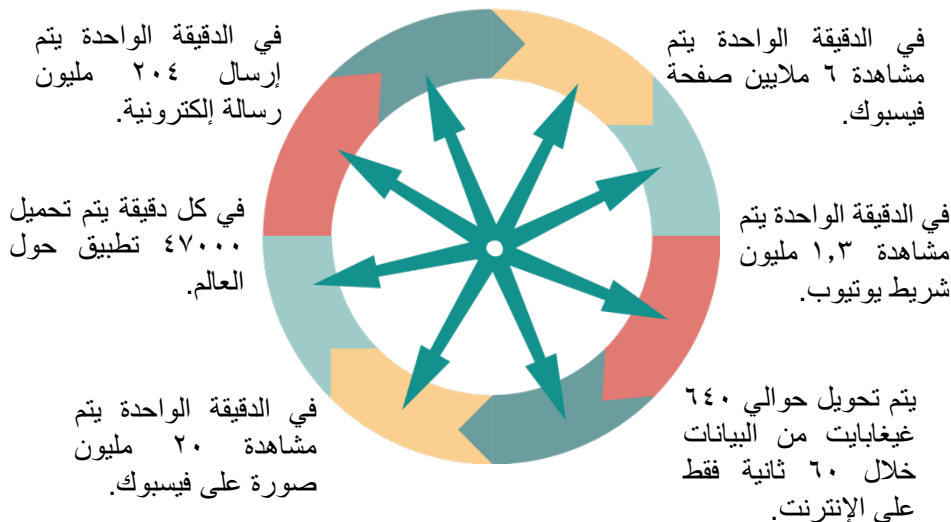 في الدقيقة الواحدة يتم
مشاهدة ٦ ملايين صفحة
فيسبوك.
في الدقيقة الواحدة يتم
مشاهدة ١,٣ مليون
شريط يوتيوب.
يتم تحويل حوالي ٦٤٠
غيغابايت من البيانات
خلال ٦٠ ثانية فقط
على الإنترنت.
في الدقيقة الواحدة يتم
إرسال ٢٠٤ مليون
رسالة إلكترونية.
في كل دقيقة يتم تحميل
٤٧٠٠٠ تطبيق حول
العالم.
في الدقيقة الواحدة يتم
مشاهدة ٢٠ مليون
صورة على فيسبوك.